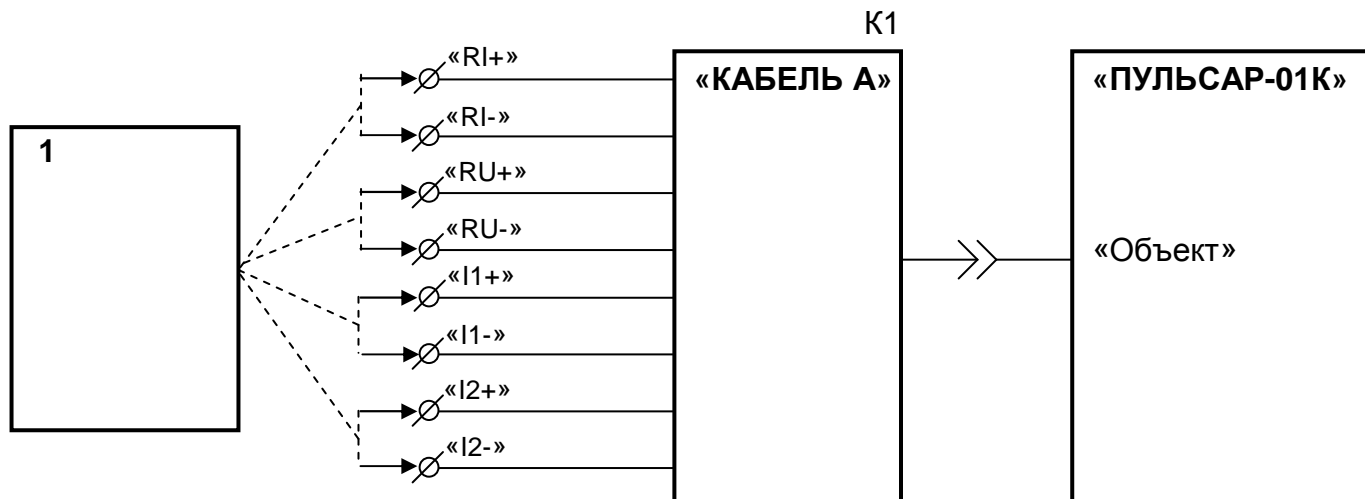 К1
«КАБЕЛЬ А»
«ПУЛЬСАР-01К»
1
«RI+»
«RI-»
«RU+»
«RU-»
«I1+»
«I1-»
«I2+»
«I2-»
«Объект»